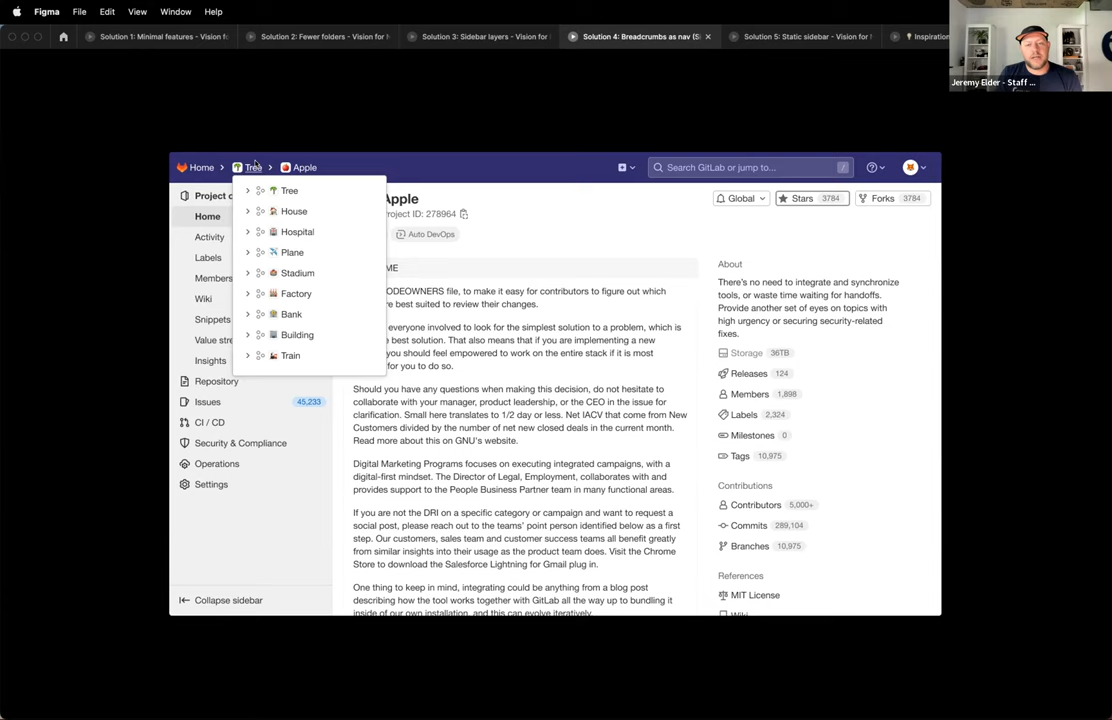 Figma File Edit View Window Help
Solution 1: Minimal features - Vision f
Solution 2: Fewer folders - Vision for
Solution 3: Sidebar layers - Vision for
Solution 4: Breadcrumbs as nav (S
Solution 5: Static sidebar - Vision for
Inspiration
Jeremy Elder - Staff ...
Home > Tree > Apple
Search GitLab or jump to...
/
Tree
House
Hospital
Plane
Stadium
Factory
Bank
Building
Train
Project o
Home
Activity
Labels
Members
Wiki
Snippets
Value stre
Insights
Repository
Issues 45,233
CI / CD
Security & Compliance
Operations
Settings
Collapse sidebar
Apple
Project ID: 278964
Auto DevOps
Global
Stars 3784
Forks 3784
ME
ODEOWNERS file, to make it easy for contributors to figure out which
re best suited to review their changes.
everyone involved to look for the simplest solution to a problem, which is
e best solution. That also means that if you are implementing a new
you should feel empowered to work on the entire stack if it is most
for you to do so.
Should you have any questions when making this decision, do not hesitate to
collaborate with your manager, product leadership, or the CEO in the issue for
clarification. Small here translates to 1/2 day or less. Net IACV that come from New
Customers divided by the number of net new closed deals in the current month.
Read more about this on GNU's website.
Digital Marketing Programs focuses on executing integrated campaigns, with a
digital-first mindset. The Director of Legal, Employment, collaborates with and
provides support to the People Business Partner team in many functional areas.
If you are not the DRI on a specific category or campaign and want to request a
social post, please reach out to the teams' point person identified below as a first
step. Our customers, sales team and customer success teams all benefit greatly
from similar insights into their usage as the product team does. Visit the Chrome
Store to download the Salesforce Lightning for Gmail plug in.
One thing to keep in mind, integrating could be anything from a blog post
describing how the tool works together with GitLab all the way up to bundling it
inside of our own installation, and this can evolve iteratively.
About
There's no need to integrate and synchronize
tools, or waste time waiting for handoffs.
Provide another set of eyes on topics with
high urgency or securing security-related
fixes.
Storage 36TB
Releases 124
Members 1,898
Labels 2,324
Milestones 0
Tags 10,975
Contributions
Contributors 5,000+
Commits 289,104
Branches 10,975
References
MIT License
Wiki